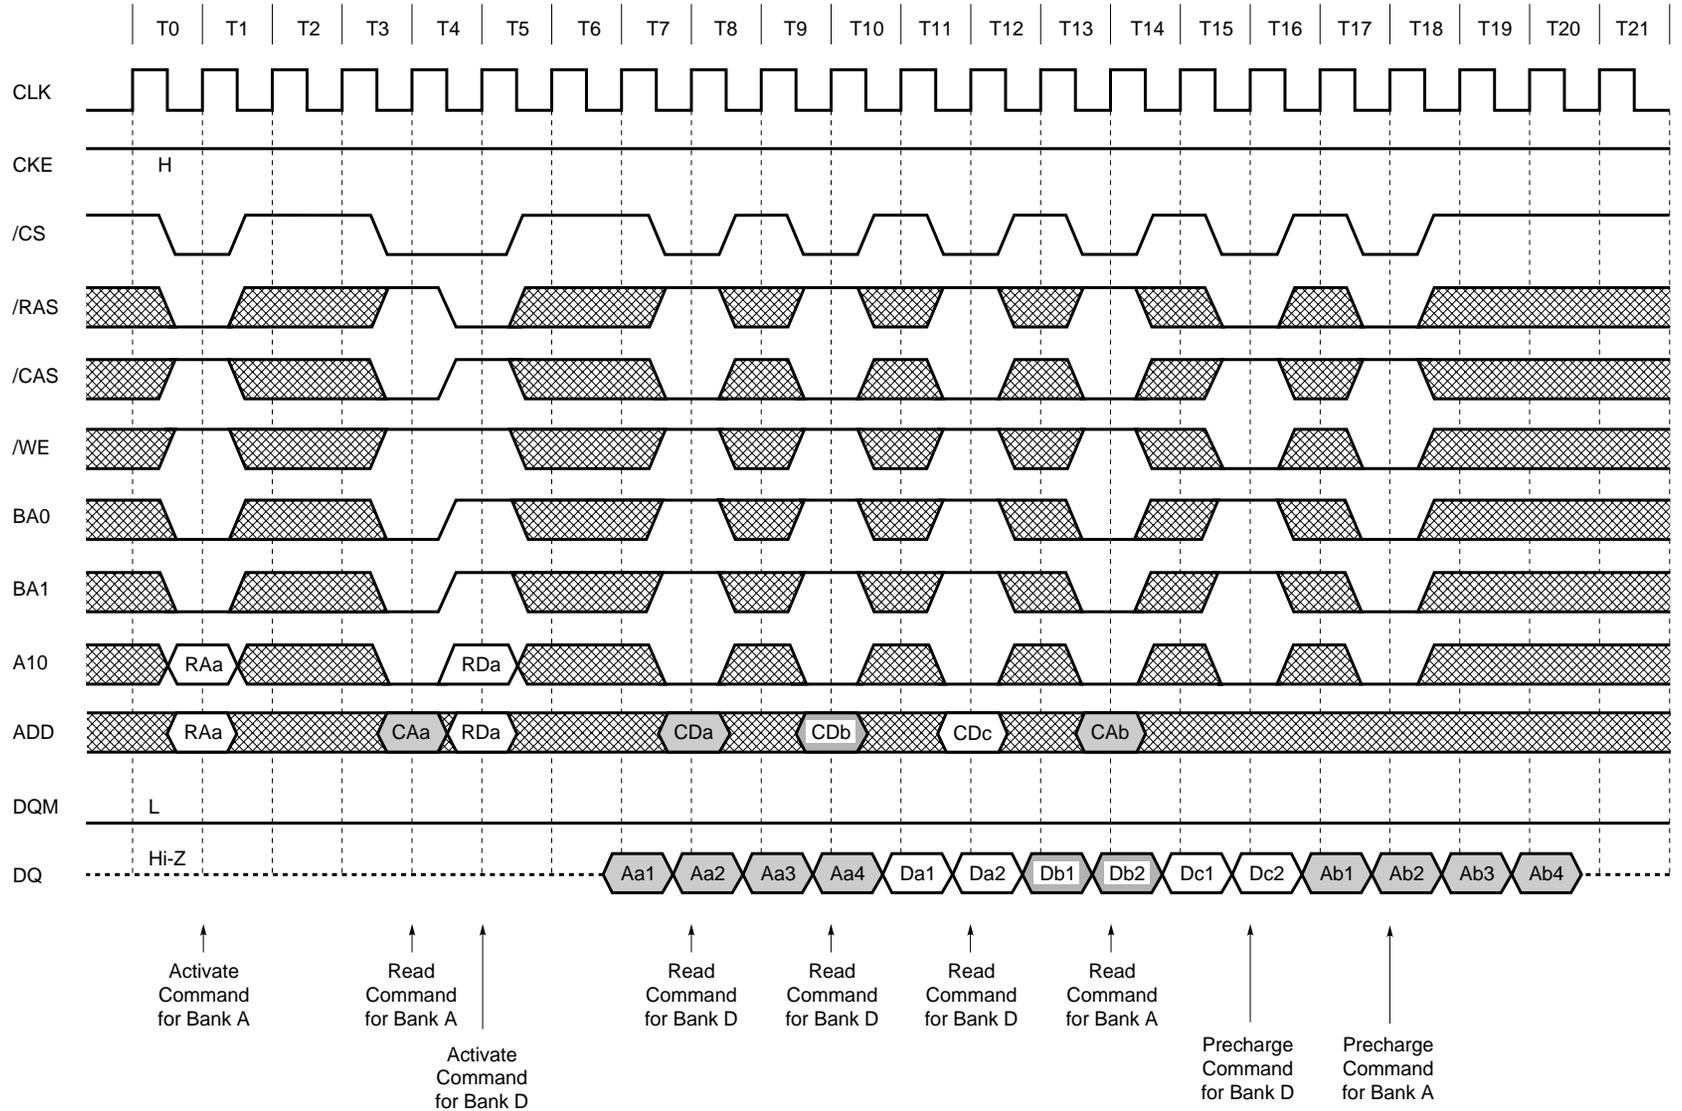 T0 T1 T2 T3 T4 T5 T6 T7 T8 T9 T10 T11 T12 T13 T14 T15 T16 T17 T18 T19 T20 T21
CLK
CKE H
/CS
/RAS
/CAS
/WE
BA0
BA1
A10 RAa RDa
ADD RAa CAa RDa CDa CDb CDc CAb
DQM L
Hi-Z
DQ Aa1 Aa2 Aa3 Aa4 Da1 Da2 Db1 Db2 Dc1 Dc2 Ab1 Ab2 Ab3 Ab4
Activate
Command
for Bank A
Read
Command
for Bank A
Activate
Command
for Bank D
Read
Command
for Bank D
Read
Command
for Bank D
Read
Command
for Bank D
Read
Command
for Bank A
Precharge
Command
for Bank D
Precharge
Command
for Bank A